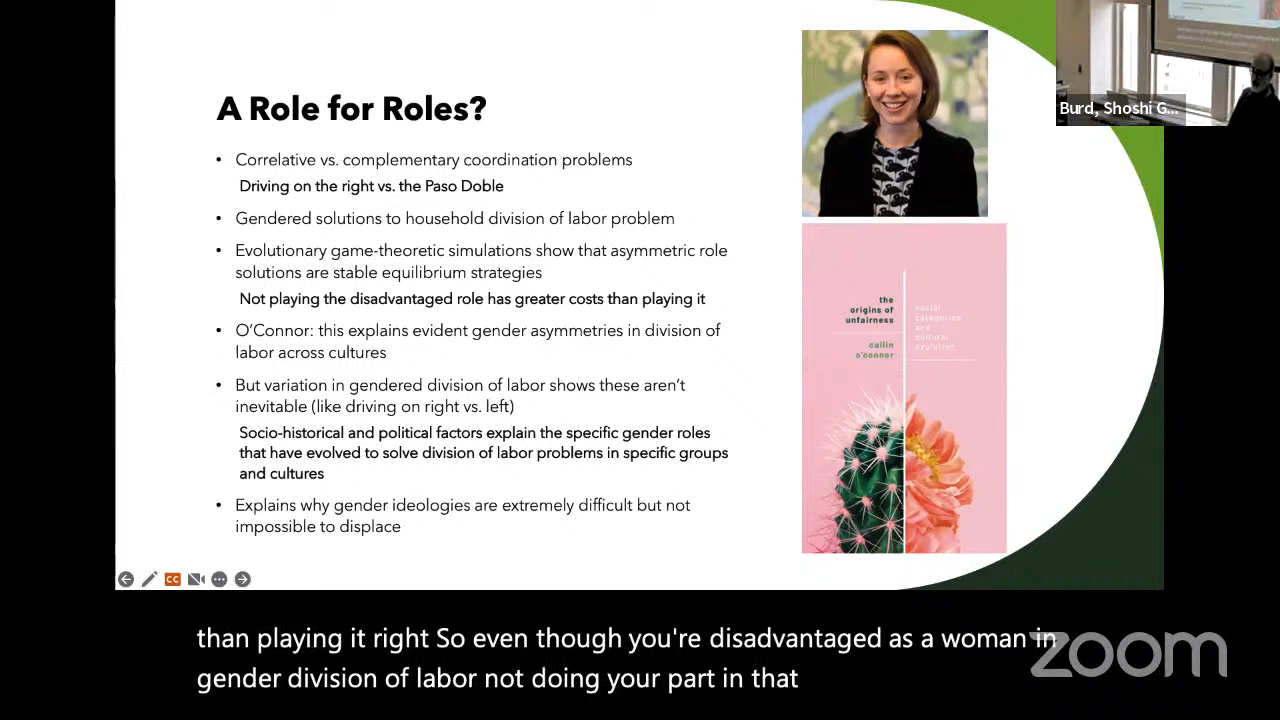 A Role for Roles?
• Correlative vs. complementary coordination problems
Driving on the right vs. the Paso Doble
• Gendered solutions to household division of labor problem
• Evolutionary game-theoretic simulations show that asymmetric role
solutions are stable equilibrium strategies
Not playing the disadvantaged role has greater costs than playing it
• O’Connor: this explains evident gender asymmetries in division of
labor across cultures
• But variation in gendered division of labor shows these aren’t
inevitable (like driving on right vs. left)
Socio-historical and political factors explain the specific gender roles
that have evolved to solve division of labor problems in specific groups
and cultures
• Explains why gender ideologies are extremely difficult but not
impossible to displace
the
origins of
unfairness
cailin
o'connor
social
categories
and
cultural
evolution
Burd, Shoshi G...
CC
than playing it right So even though you're disadvantaged as a woman in
gender division of labor not doing your part in that
zoom